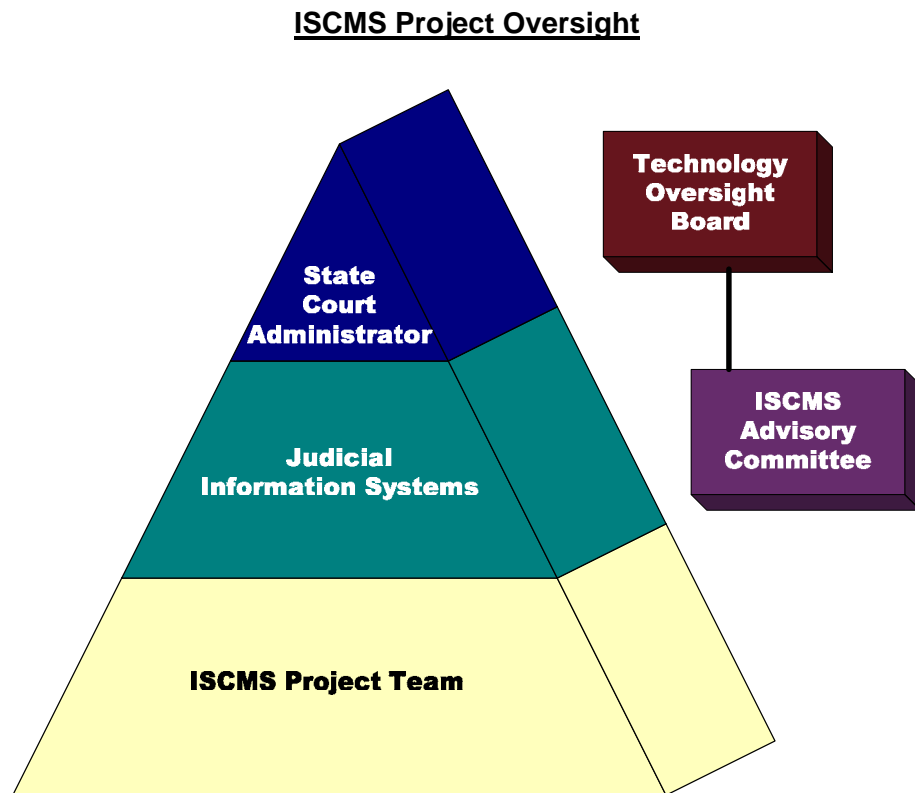 ISCMS Project Oversight
Technology
Oversight
Board
State
Court
Administrator
ISCMS
Advisory
Committee
Judicial
Information Systems
ISCMS Project Team